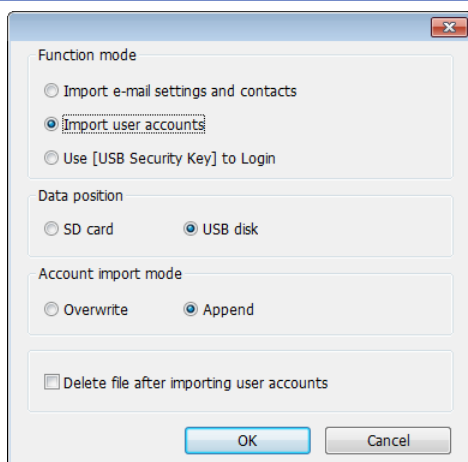 Function mode
Import e-mail settings and contacts
Import user accounts
Use [USB Security Key] to Login
Data position
SD card USB disk
Account import mode
Overwrite Append
Delete file after importing user accounts
OK Cancel